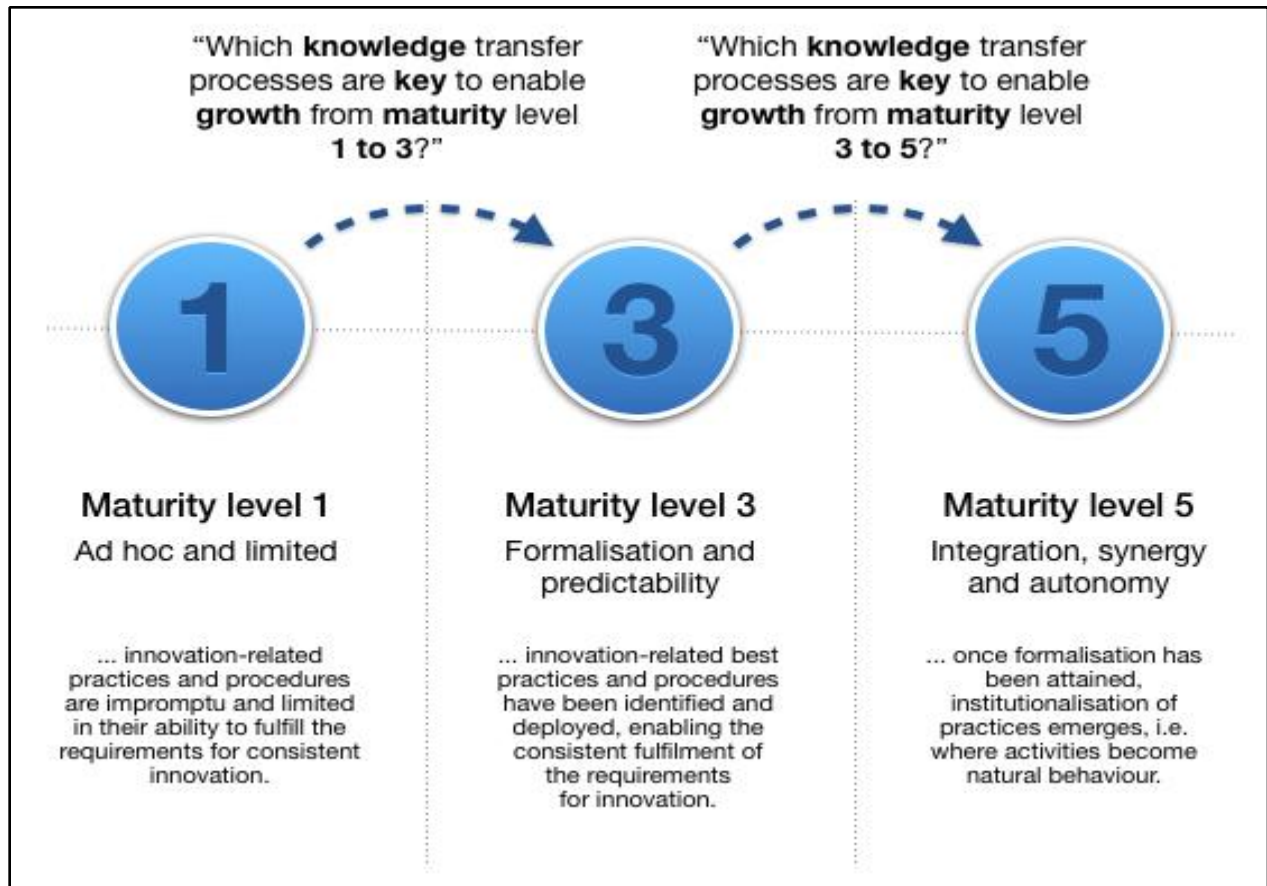 “Which knowledge transfer
processes are key to enable
growth from maturity level
1 to 3?”
“Which knowledge transfer
processes are key to enable
growth from maturity level
3 to 5?”
1
3
5
Maturity level 1
Ad hoc and limited
... innovation-related
practices and procedures
are impromptu and limited
in their ability to fulfill the
requirements for consistent
innovation.
Maturity level 3
Formalisation and
predictability
... innovation-related best
practices and procedures
have been identified and
deployed, enabling the
consistent fulfilment of
the requirements
for innovation.
Maturity level 5
Integration, synergy
and autonomy
... once formalisation has
been attained,
institutionalisation of
practices emerges, i.e.
where activities become
natural behaviour.